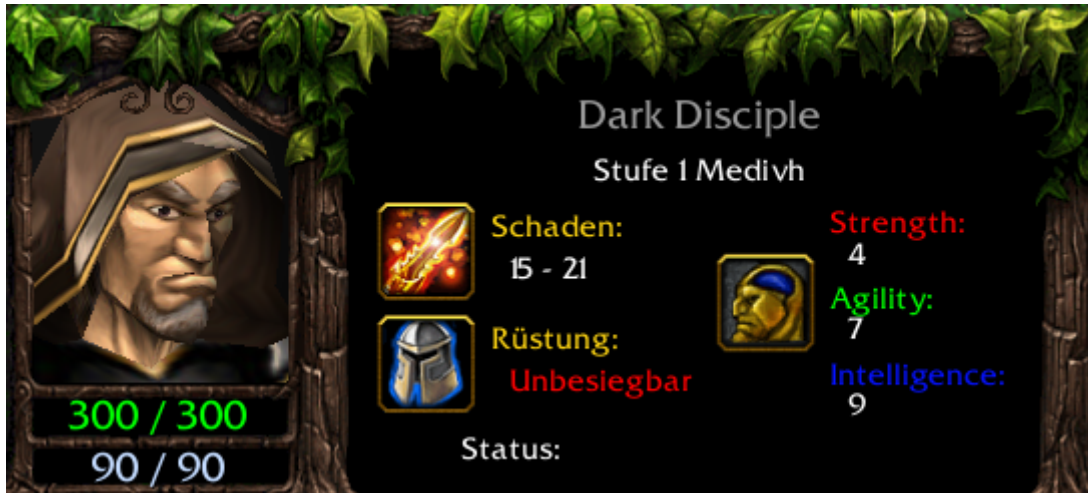 Dark Disciple
Stufe 1 Medivh
Schaden:
15 - 21
Rüstung:
Unbesiegbar
Strength:
4
Agility:
7
Intelligence:
9
Status:
300 / 300
90 / 90